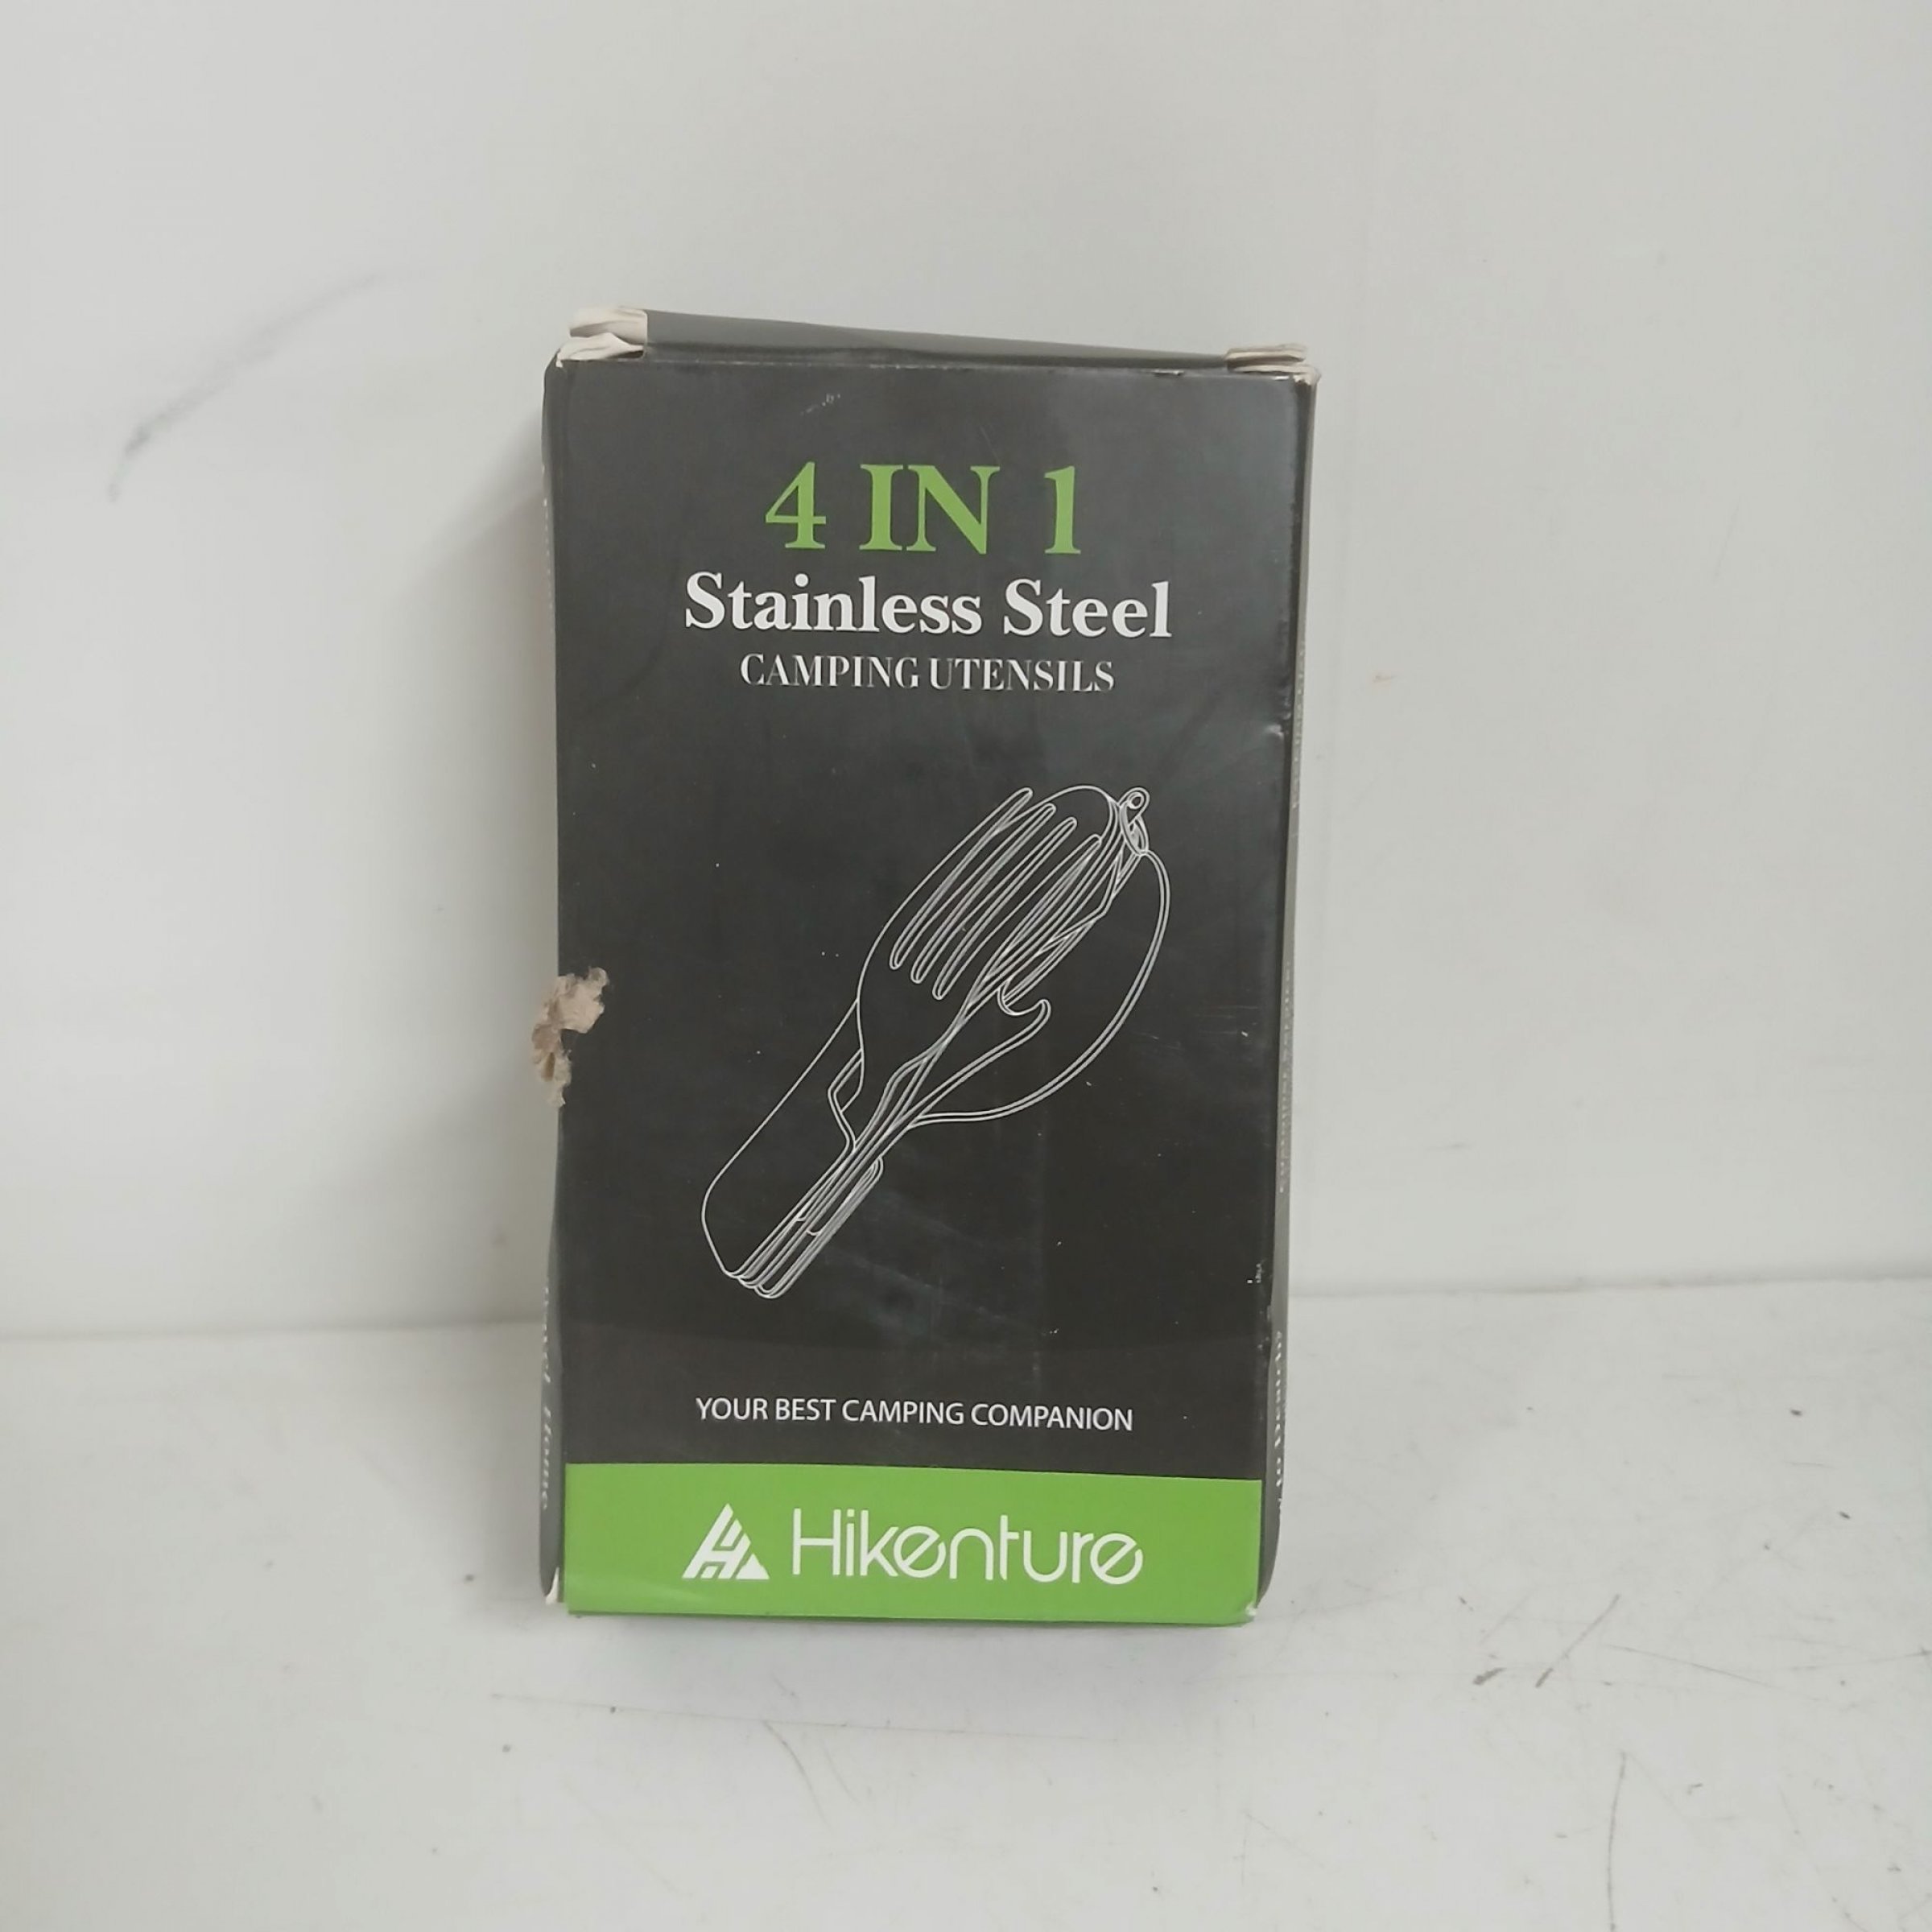 4 IN 1
Stainless Steel
CAMPING UTENSILS
YOUR BEST CAMPING COMPANION
Hikenture